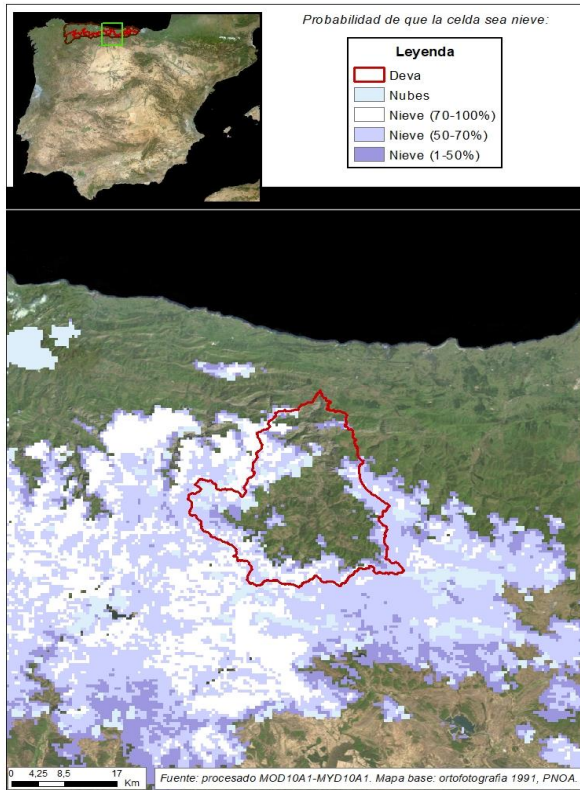 Probabilidad de que la celda sea nieve:
Leyenda
Deva
Nubes
Nieve (70-100%)
Nieve (50-70%)
Nieve (1-50%)
0 4,25 8,5 17
Km
Fuente: procesado MOD10A1-MYD10A1. Mapa base: ortofotografia 1991, PNOA.